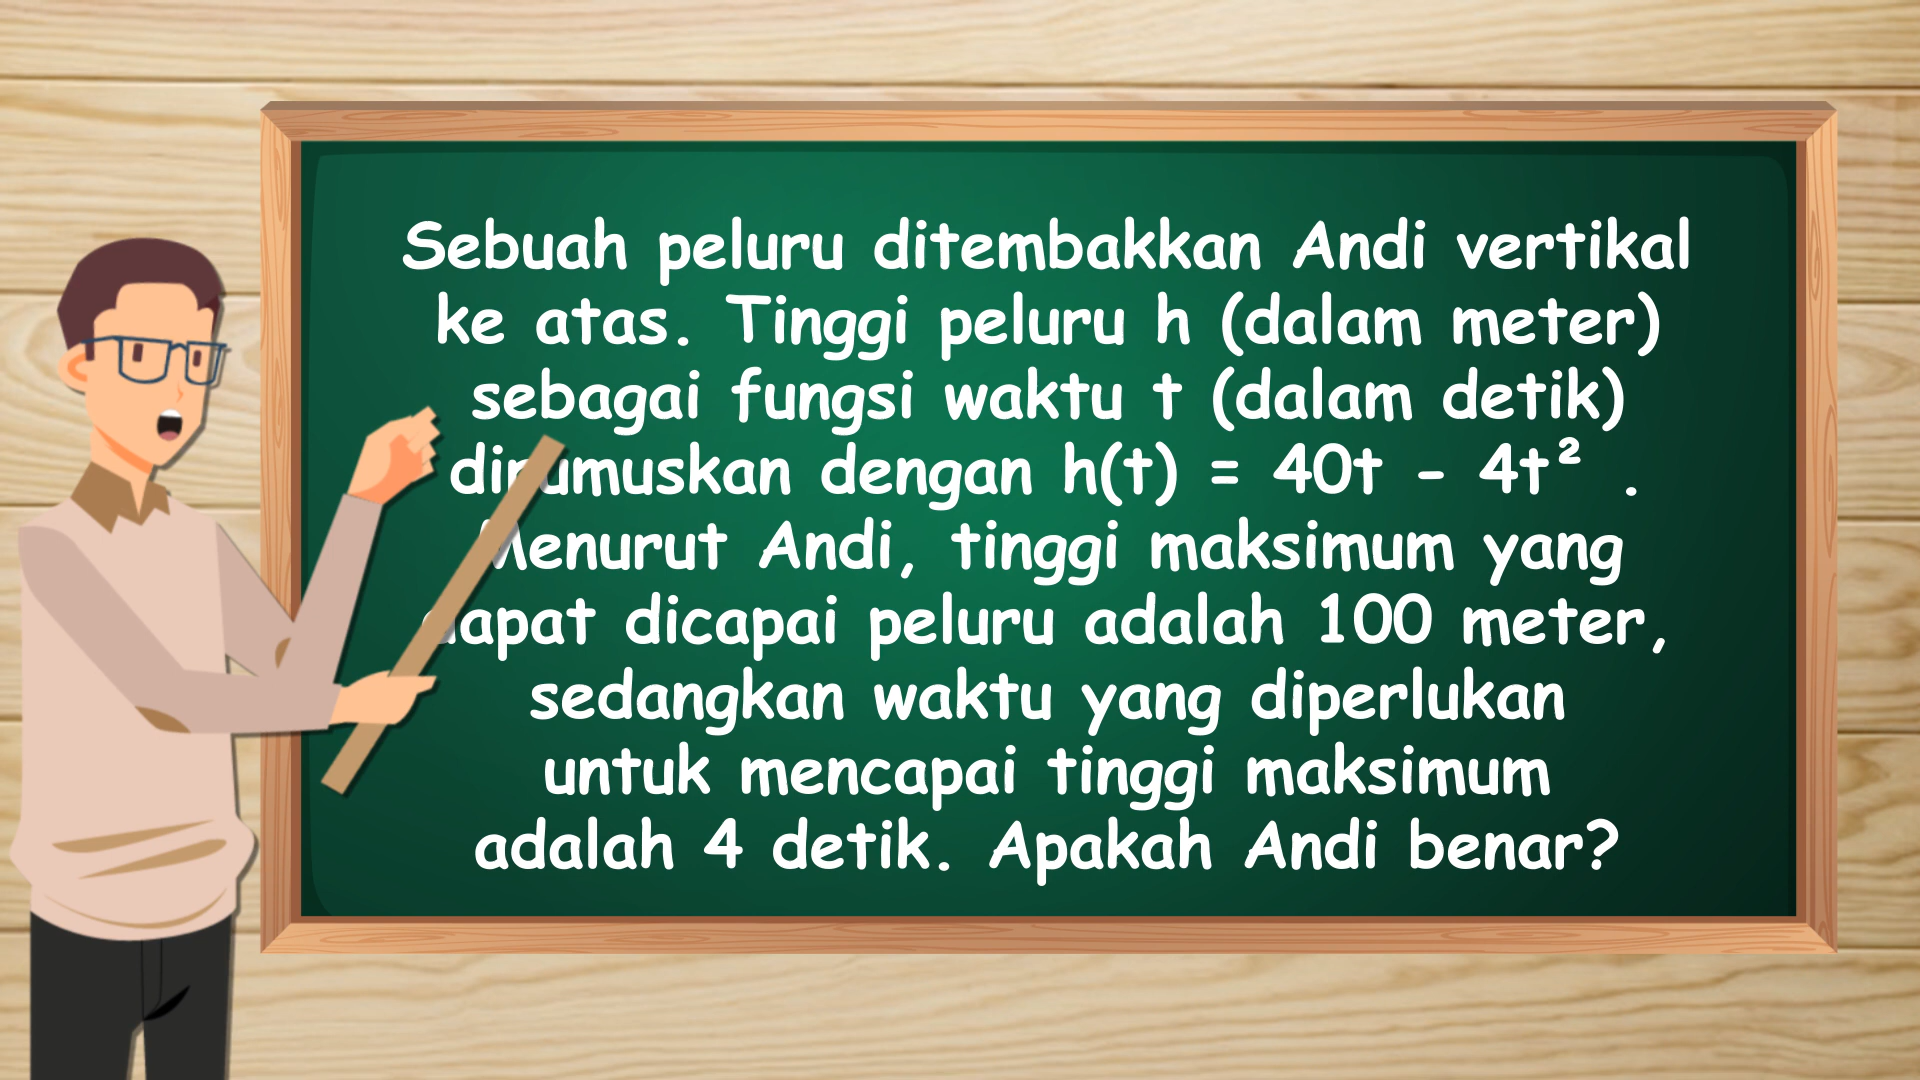 Sebuah peluru ditembakkan Andi vertikal
ke atas. Tinggi peluru h (dalam meter)
sebagai fungsi waktu t (dalam detik)
dirumuskan dengan h(t) = 40t - 4t² .
Menurut Andi, tinggi maksimum yang
dapat dicapai peluru adalah 100 meter,
sedangkan waktu yang diperlukan
untuk mencapai tinggi maksimum
adalah 4 detik. Apakah Andi benar?